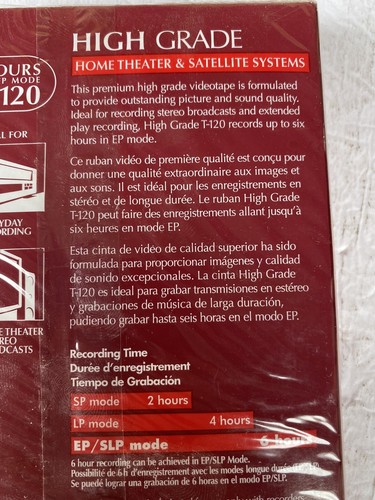 HIGH GRADE
HOME THEATER & SATELLITE SYSTEMS
This premium high grade videotape is formulated
to provide outstanding picture and sound quality.
Ideal for recording stereo broadcasts and extended
play recording, High Grade T-120 records up to six
hours in EP mode.
Ce ruban vidéo de première qualité est conçu pour
donner une qualité extraordinaire aux images et
aux sons. Il est idéal pour les enregistrements en
stéréo et de longue durée. Le ruban High Grade
T-120 peut faire des enregistrements allant jusqu'à
six heures en mode EP.
Esta cinta de video de calidad superior ha sido
formulada para proporcionar imágenes y calidad
de sonido excepcionales. La cinta High Grade
T-120 es ideal para grabar transmisiones en estéreo
y grabaciones de música de larga duración,
pudiendo grabar hasta seis horas en el modo EP.
Recording Time
Durée d'enregistrement
Tiempo de Grabación
SP mode 2 hours
LP mode 4 hours
EP/SLP mode 6 hours
6 hour recording can be achieved in EP/SLP Mode.
Possibilité de 6 h d'enregistrement avec les modes longue durée (EP/SLP)
Se puede lograr una grabación de 6 horas en el modo EP/SLP.
OURS
P MODE
120
L FOR
YDAY
RDING
E THEATER
EREO
DCASTS